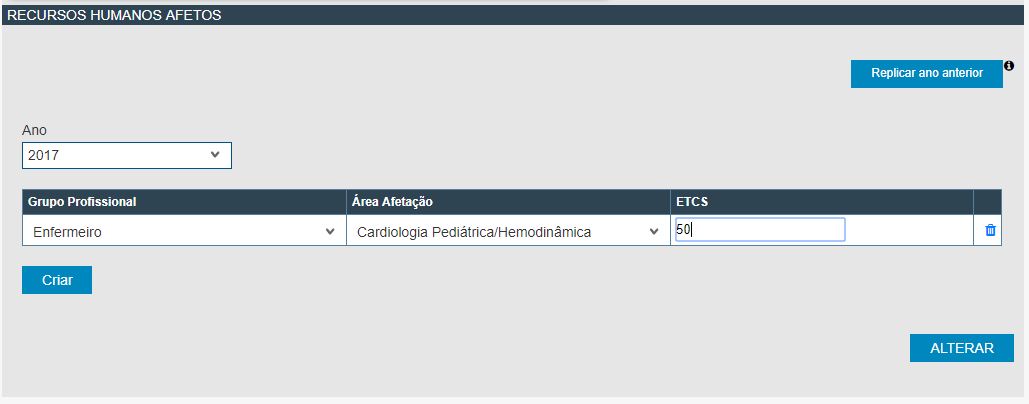 RECURSOS HUMANOS AFETOS
Replicar ano anterior
Ano
2017
Grupo Profissional Área Afetação ETCS
Enfermeiro Cardiologia Pediátrica/Hemodinâmica 50
Criar
ALTERAR